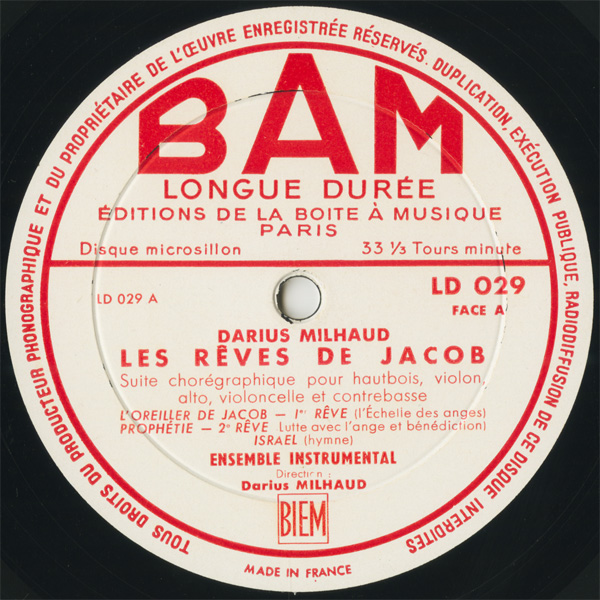 TOUS DROITS DU PRODUCTEUR PHONOGRAPHIQUE ET DU PROPRIÉTAIRE DE L'ŒUVRE ENREGISTRÉE RÉSERVÉS. DUPLICATION, EXÉCUTION PUBLIQUE, RADIODIFFUSION DE CE DISQUE INTERDITES
BAM
LONGUE DURÉE
ÉDITIONS DE LA BOITE À MUSIQUE
PARIS
Disque microsillon 33 1/3 Tours minute
LD 029 A LD 029
FACE A
DARIUS MILHAUD
LES RÊVES DE JACOB
Suite chorégraphique pour hautbois, violon,
alto, violoncelle et contrebasse
L'OREILLER DE JACOB — 1er RÊVE (l'Échelle des anges)
PROPHÉTIE — 2e RÊVE Lutte avec l'ange et bénédiction)
ISRAEL (hymne)
ENSEMBLE INSTRUMENTAL
Direction :
Darius MILHAUD
BIEM
MADE IN FRANCE